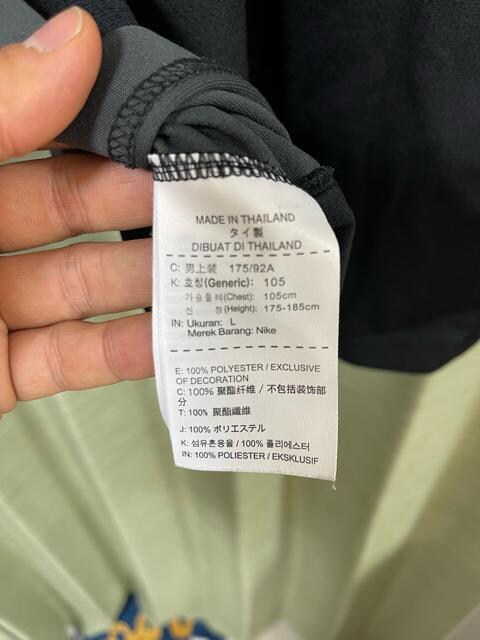 MADE IN THAILAND
タイ製
DIBUAT DI THAILAND
C: 男上装 175/92A
K: 호칭(Generic): 105
가슴둘레(Chest): 105cm
신 장(Height): 175-185cm
IN: Ukuran: L
Merek Barang: Nike
E: 100% POLYESTER / EXCLUSIVE
OF DECORATION
C: 100% 聚酯纤维 / 不包括装饰部
分
T: 100% 聚酯纖維
J: 100% ポリエステル
K: 섬유혼용율 / 100% 폴리에스터
IN: 100% POLIESTER / EKSKLUSIF